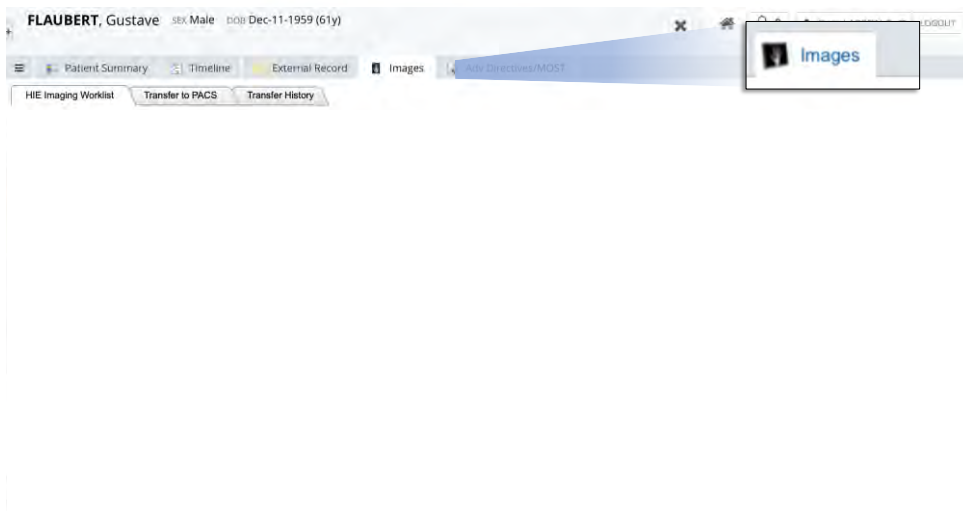 FLAUBERT, Gustave SEX Male DOB Dec-11-1959 (61y)
LOGOUT
Images
Patient Summary Timeline External Record Images Adv Directives/MOST
HIE Imaging Worklist Transfer to PACS Transfer History